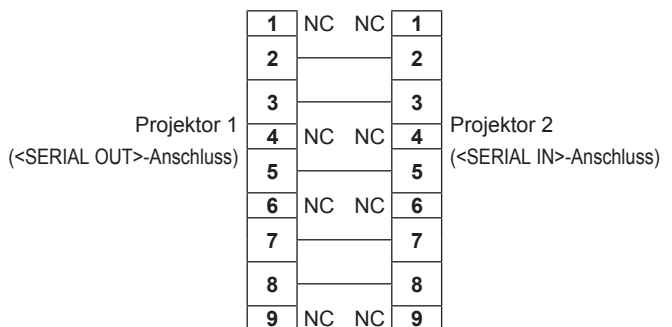 1 NC NC 1
2 2
3 3
Projektor 1 Projektor 2
(<SERIAL OUT>-Anschluss) 4 NC NC 4 (<SERIAL IN>-Anschluss)
5 5
6 NC NC 6
7 7
8 8
9 NC NC 9